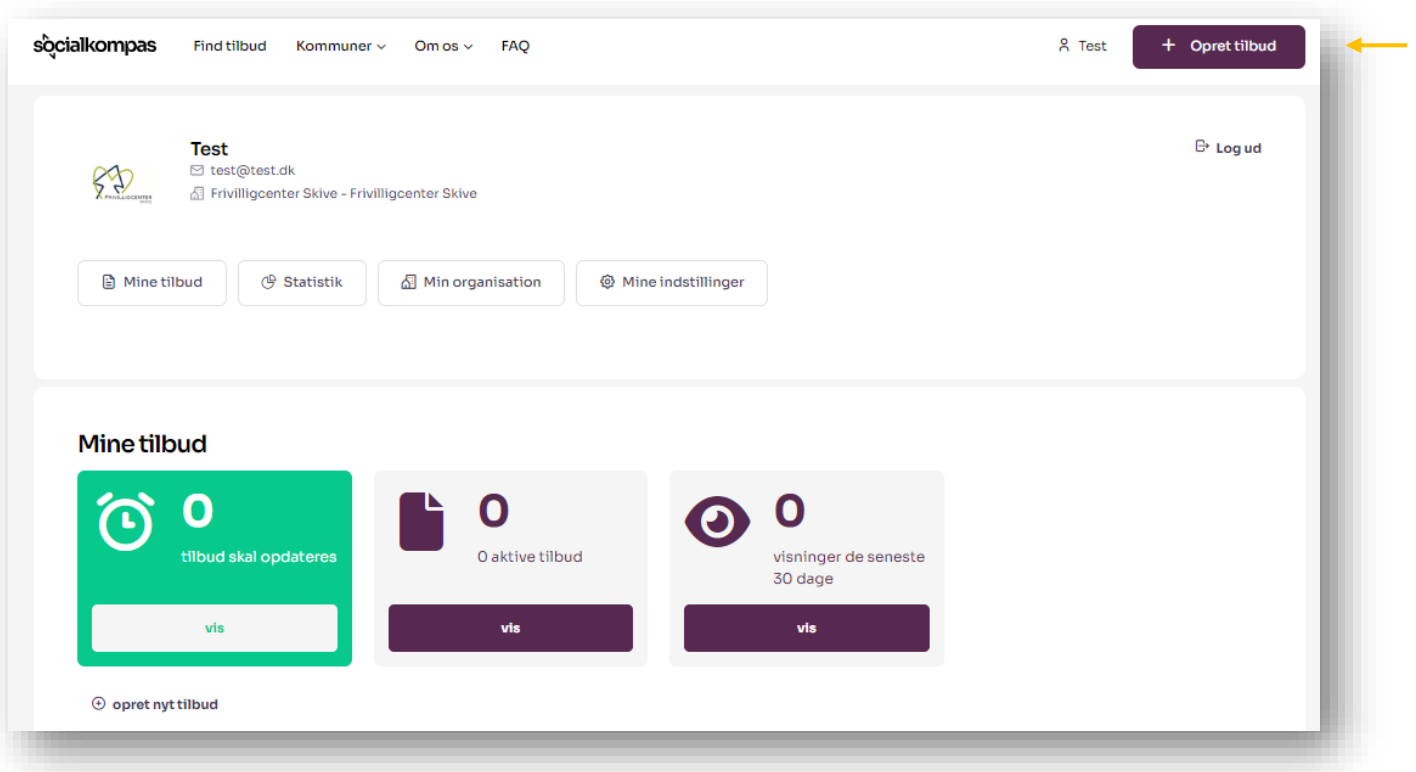 socialkompas Find tilbud Kommuner Om os FAQ Test + Opret tilbud
Test
Log ud
test@test.dk
Frivilligcenter Skive - Frivilligcenter Skive
FRIVILLIGCENTER
SKIVE
Mine tilbud Statistik Min organisation Mine indstillinger
Mine tilbud
0 0 0
tilbud skal opdateres 0 aktive tilbud visninger de seneste
30 dage
vis vis vis
opret nyt tilbud